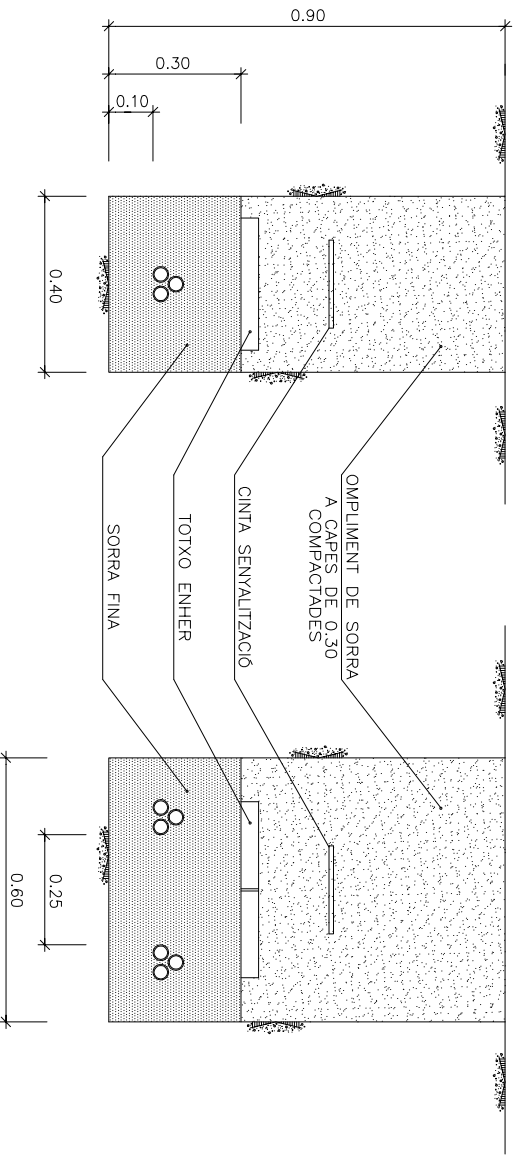 0.90
0.30
0.10
0.40
OMPLIMENT DE SORRA
A CAPES DE 0.30
COMPACTADES
CINTA SENYALITZACIÓ
TOTXO ENHER
SORRA FINA
0.25
0.60